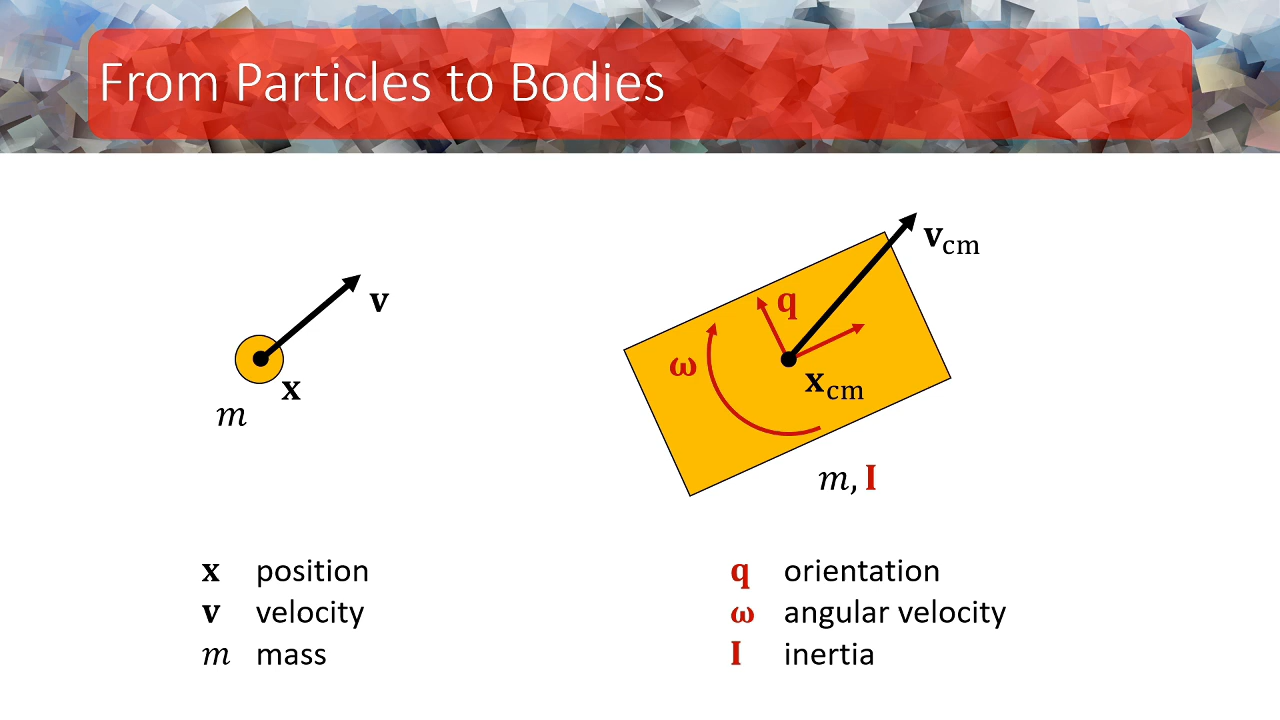 From Particles to Bodies
𝐯
𝐱
𝑚
𝐯cm
𝐪
𝛚
𝐱cm
𝑚, 𝐈
𝐱 position
𝐯 velocity
𝑚 mass
𝐪 orientation
𝛚 angular velocity
𝐈 inertia